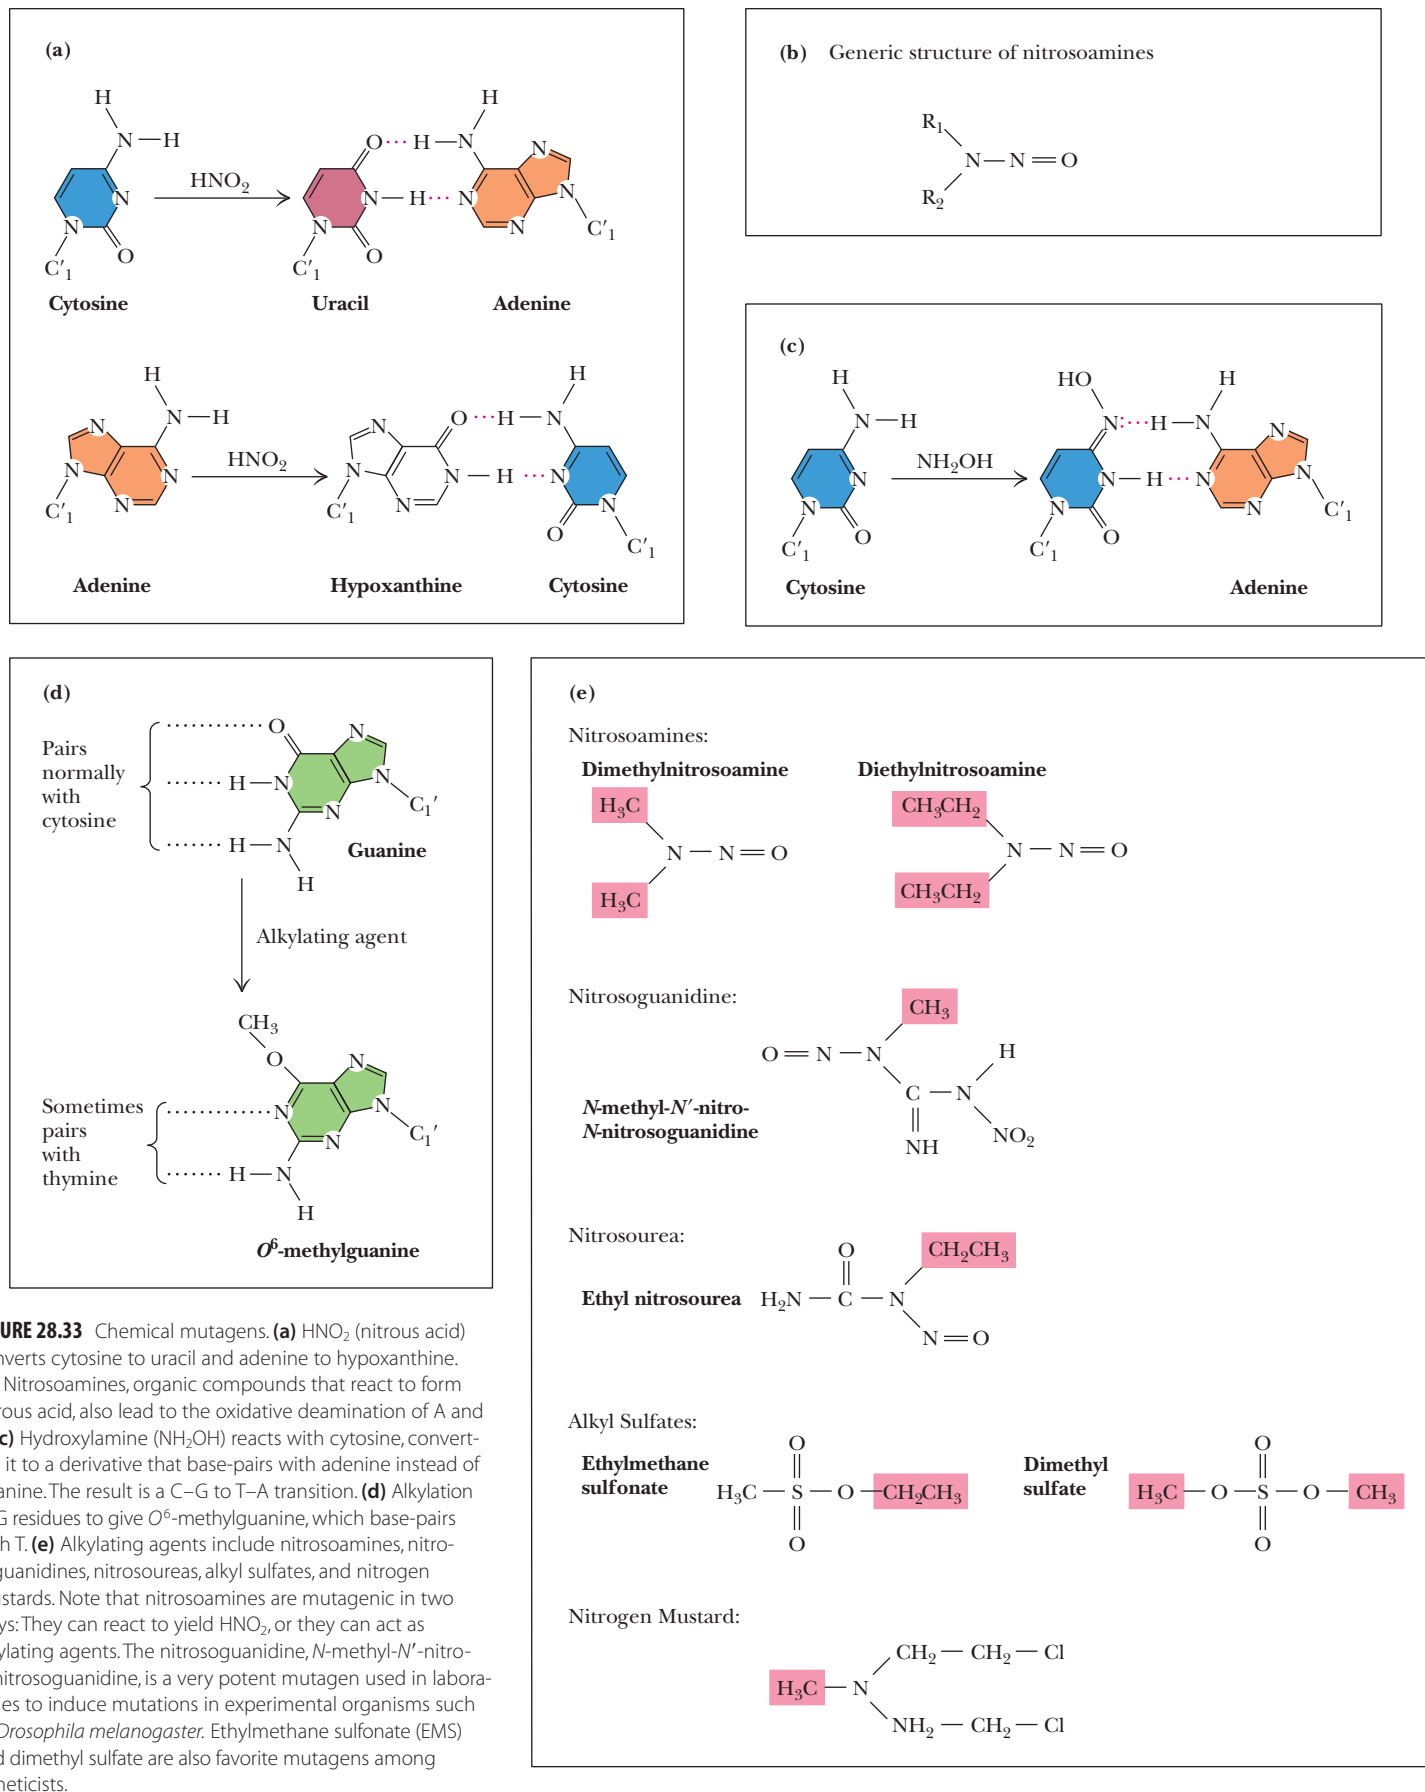 (a)
H
N—H
N
N
O
C′₁
Cytosine
HNO₂
O···H—N
H
N—H···N
N
O
C′₁
Uracil
N
N
N
C′₁
Adenine
H
N—H
N
N
N
N
C′₁
Adenine
HNO₂
O···H—N
H
N
N
N
N—H···N
C′₁
Hypoxanthine
O
N
C′₁
Cytosine
(b) Generic structure of nitrosoamines
R₁
N—N═O
R₂
(c)
H
N—H
N
N
O
C′₁
Cytosine
NH₂OH
HO
N:···H—N
H
N—H···N
N
O
C′₁
N
N
N
C′₁
Adenine
(d)
Pairs
normally
with
cytosine
O
N
H—N
N
N
C₁′
H—N
H
Guanine
Alkylating agent
CH₃
O
N
N
N
N
C₁′
Sometimes
pairs
with
thymine
H—N
H
O⁶-methylguanine
(e)
Nitrosoamines:
Dimethylnitrosoamine
H₃C
N—N═O
H₃C
Diethylnitrosoamine
CH₃CH₂
N—N═O
CH₃CH₂
Nitrosoguanidine:
CH₃
O═N—N
H
C—N
N-methyl-N′-nitro-
N-nitrosoguanidine
NH
NO₂
Nitrosourea:
O
CH₂CH₃
Ethyl nitrosourea
H₂N—C—N
N═O
Alkyl Sulfates:
Ethylmethane
sulfonate
O
H₃C—S—O—CH₂CH₃
O
Dimethyl
sulfate
O
H₃C—O—S—O—CH₃
O
Nitrogen Mustard:
CH₂—CH₂—Cl
H₃C—N
NH₂—CH₂—Cl
URE 28.33 Chemical mutagens. (a) HNO₂ (nitrous acid)
nverts cytosine to uracil and adenine to hypoxanthine.
Nitrosoamines, organic compounds that react to form
rous acid, also lead to the oxidative deamination of A and
c) Hydroxylamine (NH₂OH) reacts with cytosine, convert-
it to a derivative that base-pairs with adenine instead of
anine. The result is a C–G to T–A transition. (d) Alkylation
G residues to give O⁶-methylguanine, which base-pairs
h T. (e) Alkylating agents include nitrosoamines, nitro-
guanidines, nitrosoureas, alkyl sulfates, and nitrogen
ustards. Note that nitrosoamines are mutagenic in two
ys: They can react to yield HNO₂, or they can act as
ylating agents. The nitrosoguanidine, N-methyl-N′-nitro-
nitrosoguanidine, is a very potent mutagen used in labora-
ies to induce mutations in experimental organisms such
Drosophila melanogaster. Ethylmethane sulfonate (EMS)
d dimethyl sulfate are also favorite mutagens among
neticists.